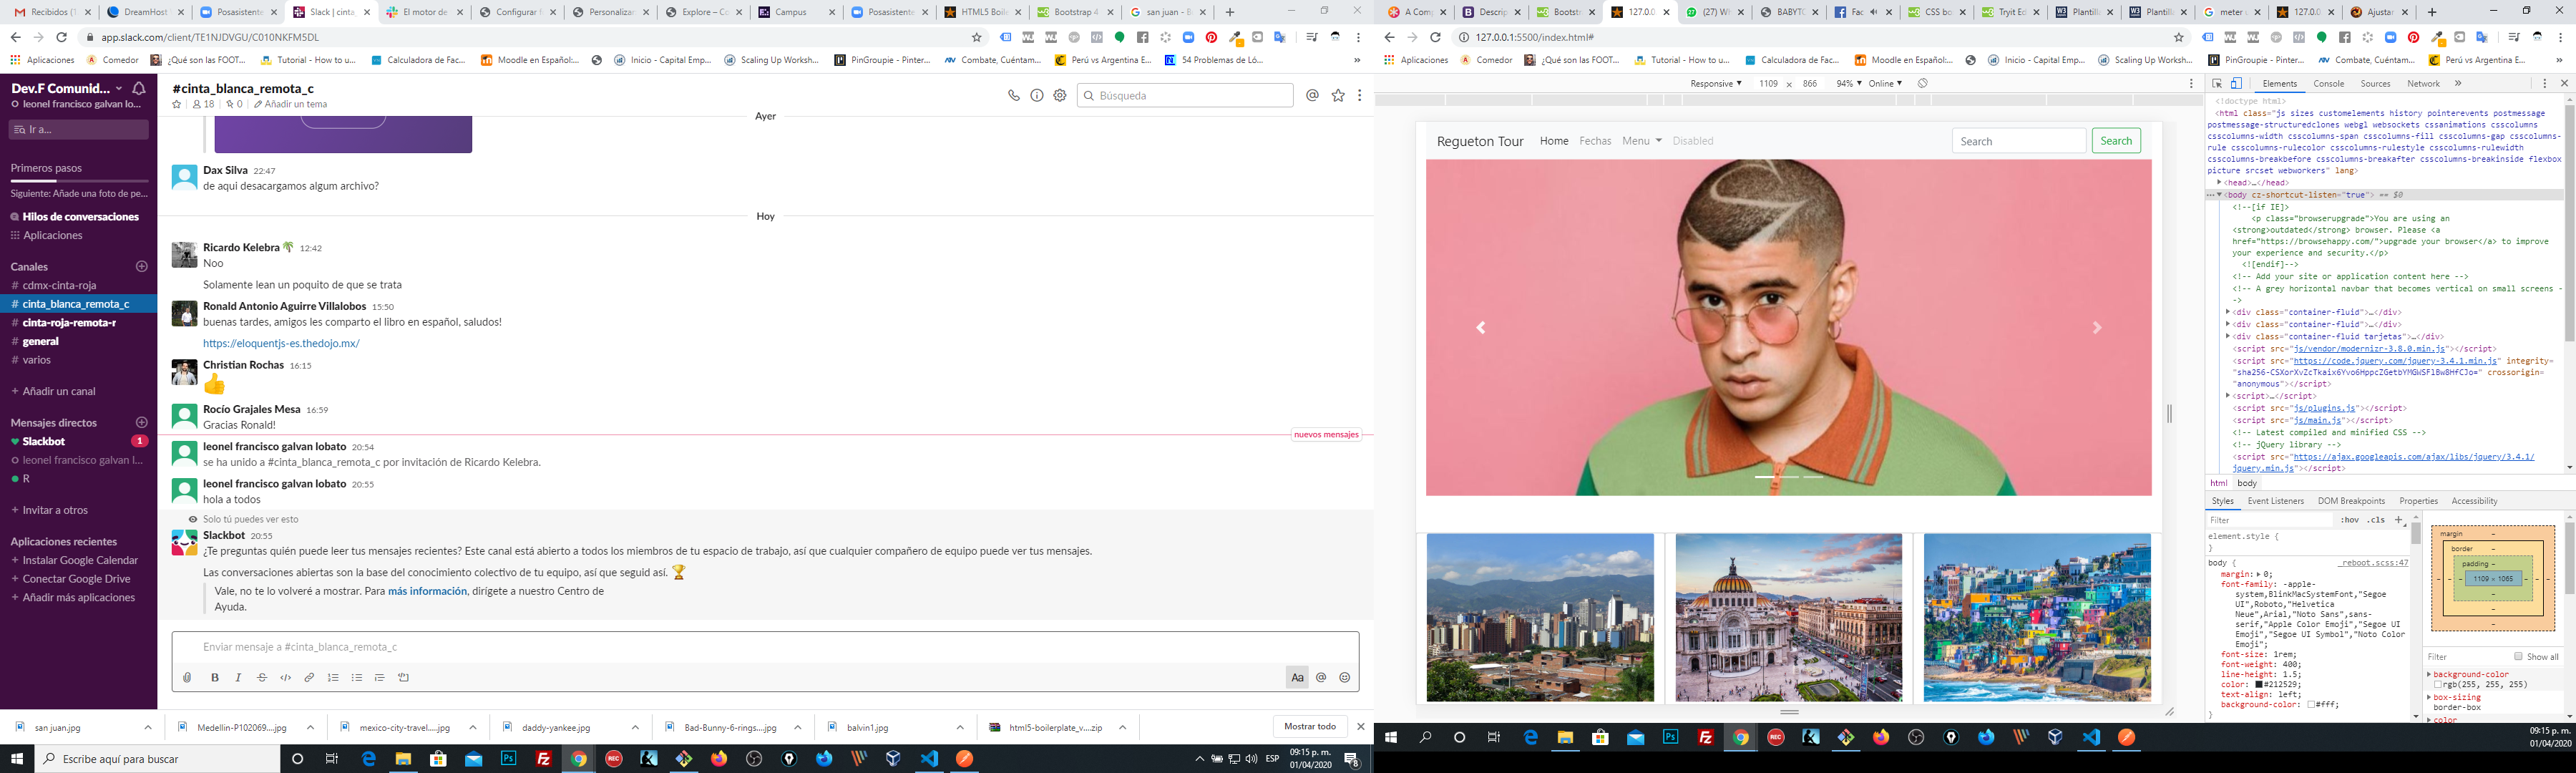 Recibidos (1
DreamHost
Posasistente
Slack | cinta_
El motor de
Configurar
Personalizar
Explore – Co
Campus
Posasistente
HTML5 Boile
Bootstrap 4
san juan - B
app.slack.com/client/TE1NJDVGU/C010NKFM5DL
Aplicaciones
Comedor
¿Qué son las FOOT...
Tutorial - How to u...
Calculadora de Fac...
Moodle en Español:...
Inicio - Capital Emp...
Scaling Up Worksh...
PinGroupie - Pinter...
Combate, Cuéntam...
Perú vs Argentina E...
54 Problemas de Ló...
Dev.F Comunid...
leonel francisco galvan lo...
Ir a...
Primeros pasos
Siguiente: Añade una foto de pe...
Hilos de conversaciones
Aplicaciones
Canales
# cdmx-cinta-roja
# cinta_blanca_remota_c
# cinta-roja-remota-r
# general
# varios
+ Añadir un canal
Mensajes directos
Slackbot 1
leonel francisco galvan l...
R
+ Invitar a otros
Aplicaciones recientes
+ Instalar Google Calendar
+ Conectar Google Drive
+ Añadir más aplicaciones
#cinta_blanca_remota_c
18 | 0 | Añadir un tema
Búsqueda
Ayer
Dax Silva 22:47
de aqui desacargamos algum archivo?
Hoy
Ricardo Kelebra🌴 12:42
Noo
Solamente lean un poquito de que se trata
Ronald Antonio Aguirre Villalobos 15:50
buenas tardes, amigos les comparto el libro en español, saludos!
https://eloquentjs-es.thedojo.mx/
Christian Rochas 16:15
👍
Rocío Grajales Mesa 16:59
Gracias Ronald!
nuevos mensajes
leonel francisco galvan lobato 20:54
se ha unido a #cinta_blanca_remota_c por invitación de Ricardo Kelebra.
leonel francisco galvan lobato 20:55
hola a todos
Solo tú puedes ver esto
Slackbot 20:55
¿Te preguntas quién puede leer tus mensajes recientes? Este canal está abierto a todos los miembros de tu espacio de trabajo, así que cualquier compañero de equipo puede ver tus mensajes.
Las conversaciones abiertas son la base del conocimiento colectivo de tu equipo, así que seguid así. 🏆
Vale, no te lo volveré a mostrar. Para más información, dirígete a nuestro Centro de
Ayuda.
Enviar mensaje a #cinta_blanca_remota_c
B I S Aa @
san juan.jpg
Medellin-P102069....jpg
mexico-city-travel....jpg
daddy-yankee.jpg
Bad-Bunny-6-rings....jpg
balvin1.jpg
html5-boilerplate_v....zip
Mostrar todo
Escribe aquí para buscar
ESP
09:15 p. m.
01/04/2020
8
A Comp
Descrip
Bootstr
127.0.0
(27) Wh
BABYTO
Fac
CSS bo
Tryit Ed
Plantill
Plantill
meter u
127.0.0
Ajustar
127.0.0.1:5500/index.html#
Aplicaciones
Comedor
¿Qué son las FOOT...
Tutorial - How to u...
Calculadora de Fac...
Moodle en Español:...
Inicio - Capital Emp...
Scaling Up Worksh...
PinGroupie - Pinter...
Combate, Cuéntam...
Perú vs Argentina E...
Responsive 1109 x 866 94% Online
Regueton Tour Home Fechas Menu Disabled Search Search
Elements Console Sources Network
<!doctype html>
<html class="js sizes customelements history pointerevents postmessage
postmessage-structuredclones webgl websockets cssanimations csscolumns
csscolumns-width csscolumns-span csscolumns-fill csscolumns-gap csscolumns-
rule csscolumns-rulecolor csscolumns-rulestyle csscolumns-rulewidth
csscolumns-breakbefore csscolumns-breakafter csscolumns-breakinside flexbox
picture srcset webworkers" lang>
<head>…</head>
<body cz-shortcut-listen="true"> == $0
<!--[if IE]>
<p class="browserupgrade">You are using an
<strong>outdated</strong> browser. Please <a
href="https://browsehappy.com/">upgrade your browser</a> to improve
your experience and security.</p>
<![endif]-->
<!-- Add your site or application content here -->
<!-- A grey horizontal navbar that becomes vertical on small screens -
->
<div class="container-fluid">…</div>
<div class="container-fluid">…</div>
<div class="container-fluid tarjetas">…</div>
<script src="js/vendor/modernizr-3.8.0.min.js"></script>
<script src="https://code.jquery.com/jquery-3.4.1.min.js" integrity=
"sha256-CSXorXvZcTkaix6Yvo6HppcZGetbYMGWSFlBw8HfCJo=" crossorigin=
"anonymous"></script>
<script>…</script>
<script src="js/plugins.js"></script>
<script src="js/main.js"></script>
<!-- Latest compiled and minified CSS -->
<!-- jQuery library -->
<script src="https://ajax.googleapis.com/ajax/libs/jquery/3.4.1/
jquery.min.js"></script>
html body
Styles Event Listeners DOM Breakpoints Properties Accessibility
Filter :hov .cls +
element.style {
}
body { _reboot.scss:47
margin: 0;
font-family: -apple-
system,BlinkMacSystemFont,"Segoe
UI",Roboto,"Helvetica
Neue",Arial,"Noto Sans",sans-
serif,"Apple Color Emoji","Segoe UI
Emoji","Segoe UI Symbol","Noto Color
Emoji";
font-size: 1rem;
font-weight: 400;
line-height: 1.5;
color: #212529;
text-align: left;
background-color: #fff;
}
margin –
border –
padding –
1109 × 1065
Filter Show all
background-color
rgb(255, 255, 255)
box-sizing
border-box
color
09:15 p. m.
01/04/2020